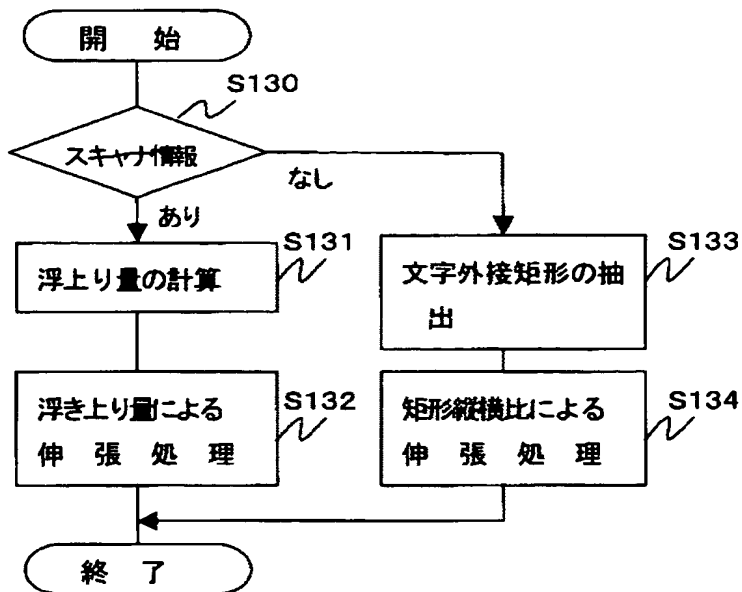 開 始
S130
スキャナ情報
なし
あり
S131
浮上り量の計算
S133
文字外接矩形の抽
出
浮き上り量による
伸 張 処 理
S132
矩形縦横比による
伸 張 処 理
S134
終 了